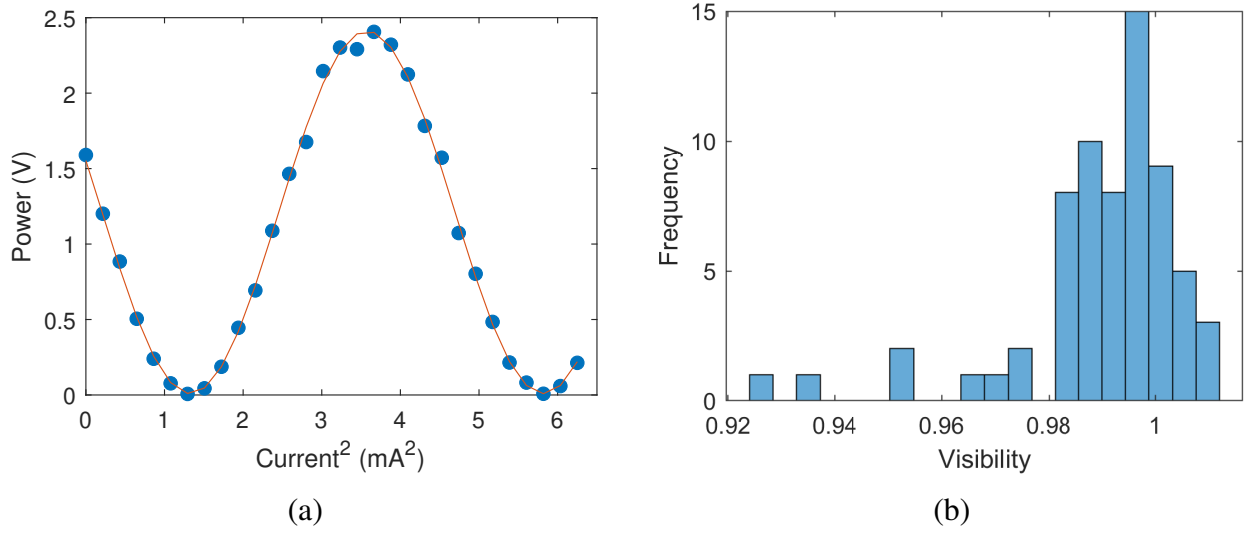 2.5
2
1.5
1
0.5
0
0 1 2 3 4 5 6
Power (V)
Current² (mA²)
(a)
15
10
5
0
0.92 0.94 0.96 0.98 1
Frequency
Visibility
(b)